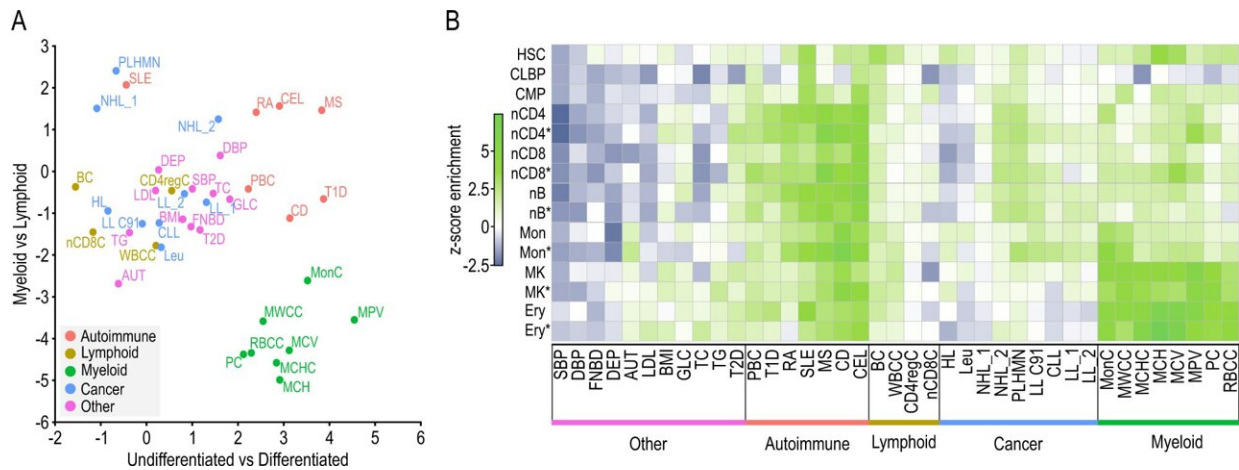 A
Myeloid vs Lymphoid
3
2
1
0
-1
-2
-3
-4
-5
-6
PLHMN
SLE
NHL_1
RA
CEL
MS
NHL_2
DBP
DEP
BC
CD4regC
SBP
PBC
LDL
LL_2
TC
T1D
HL
LL_1
GLC
LL C91
BMI
FNBD
CD
nCD8C
TG
CLL
T2D
WBCC
Leu
AUT
MonC
MWCC
MPV
RBCC
MCV
PC
MCHC
MCH
Autoimmune
Lymphoid
Myeloid
Cancer
Other
-2
-1
0
1
2
3
4
5
6
Undifferentiated vs Differentiated
B
z-score enrichment
5
2.5
0
-2.5
HSC
CLBP
CMP
nCD4
nCD4*
nCD8
nCD8*
nB
nB*
Mon
Mon*
MK
MK*
Ery
Ery*
SBP
DBP
FNBD
DEP
AUT
LDL
BMI
GLC
TC
TG
T2D
PBC
T1D
RA
SLE
MS
CD
CEL
BC
WBCC
CD4regC
nCD8C
HL
Leu
NHL_1
NHL_2
PLHMN
LL C91
CLL
LL_1
LL_2
MonC
MWCC
MCHC
MCH
MCV
MPV
PC
RBCC
Other
Autoimmune
Lymphoid
Cancer
Myeloid